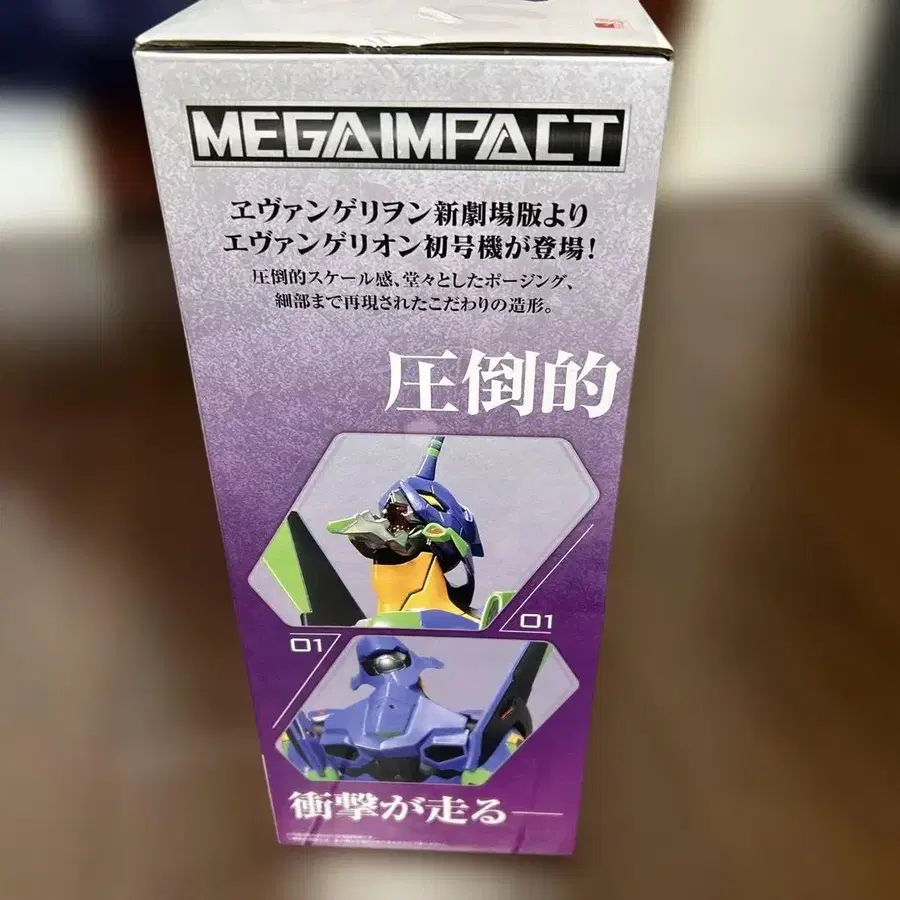 MEGAIMPACT
ヱヴァンゲリヲン新劇場版より
エヴァンゲリオン初号機が登場!
圧倒的スケール感、堂々としたポージング、
細部まで再現されたこだわりの造形。
圧倒的
01
01
衝撃が走る──